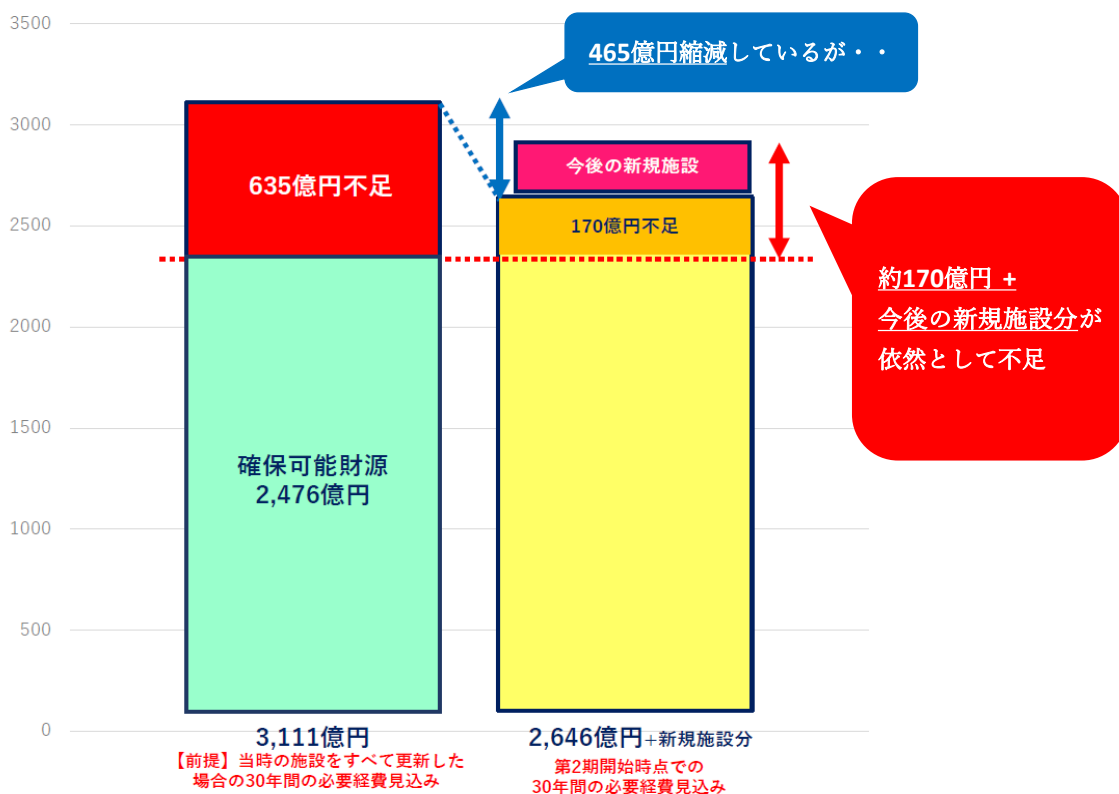 3500
3000
2500
2000
1500
1000
500
0
465億円縮減しているが・・
635億円不足
今後の新規施設
170億円不足
約170億円 +
今後の新規施設分が
依然として不足
確保可能財源
2,476億円
3,111億円
【前提】当時の施設をすべて更新した
場合の30年間の必要経費見込み
2,646億円+新規施設分
第2期開始時点での
30年間の必要経費見込み